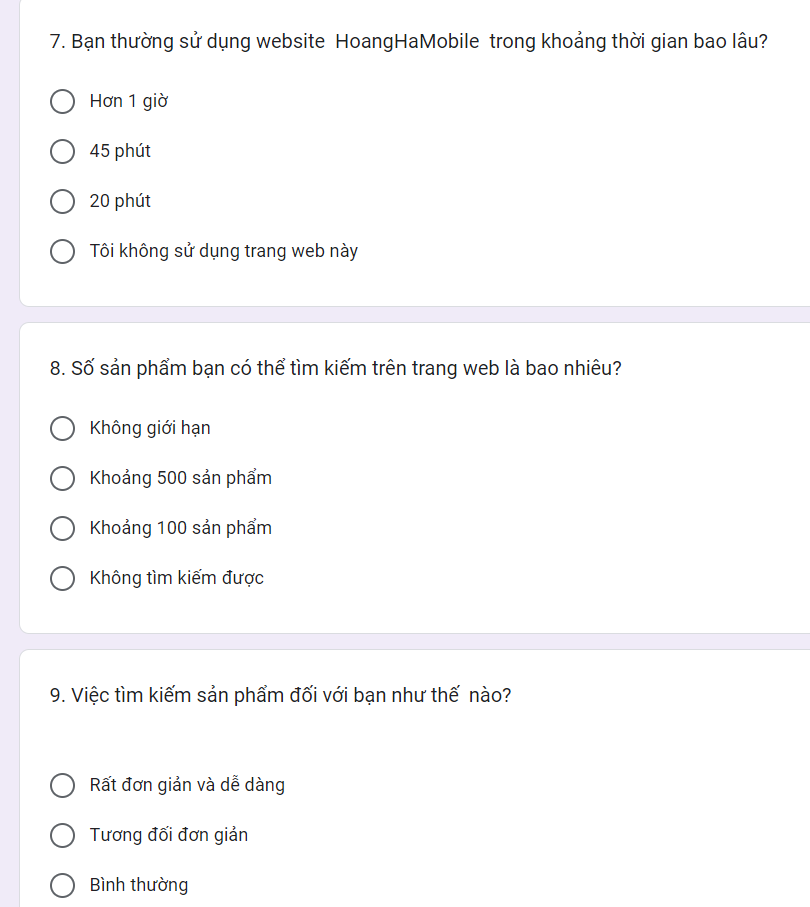 7. Bạn thường sử dụng website HoangHaMobile trong khoảng thời gian bao lâu?
Hơn 1 giờ
45 phút
20 phút
Tôi không sử dụng trang web này
8. Số sản phẩm bạn có thể tìm kiếm trên trang web là bao nhiêu?
Không giới hạn
Khoảng 500 sản phẩm
Khoảng 100 sản phẩm
Không tìm kiếm được
9. Việc tìm kiếm sản phẩm đối với bạn như thế nào?
Rất đơn giản và dễ dàng
Tương đối đơn giản
Bình thường